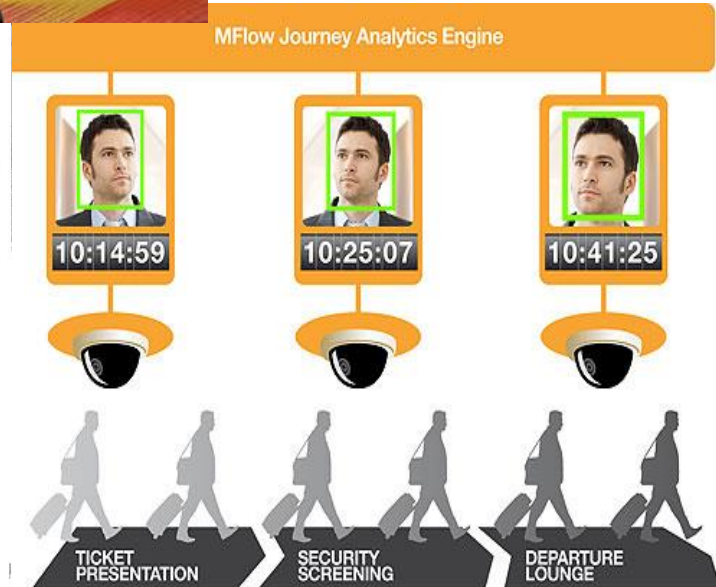 MFlow Journey Analytics Engine
10:14:59
10:25:07
10:41:25
TICKET
PRESENTATION
SECURITY
SCREENING
DEPARTURE
LOUNGE